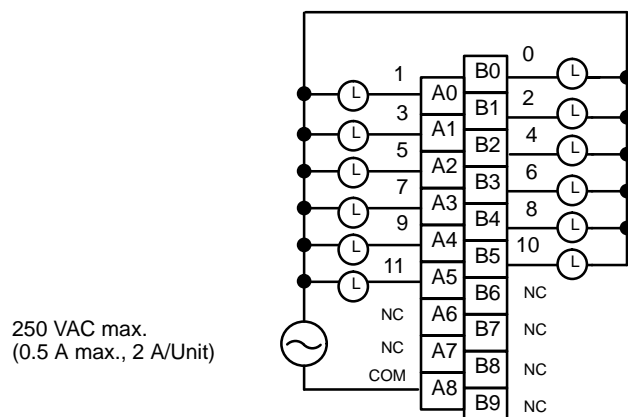 0
B0
L
1
L
A0
2
B1
L
3
L
A1
4
B2
L
5
L
A2
6
B3
L
7
L
A3
8
B4
L
9
L
A4
10
B5
L
11
L
A5
B6
NC
NC
A6
B7
NC
NC
A7
B8
NC
COM
A8
B9
NC
250 VAC max.
(0.5 A max., 2 A/Unit)